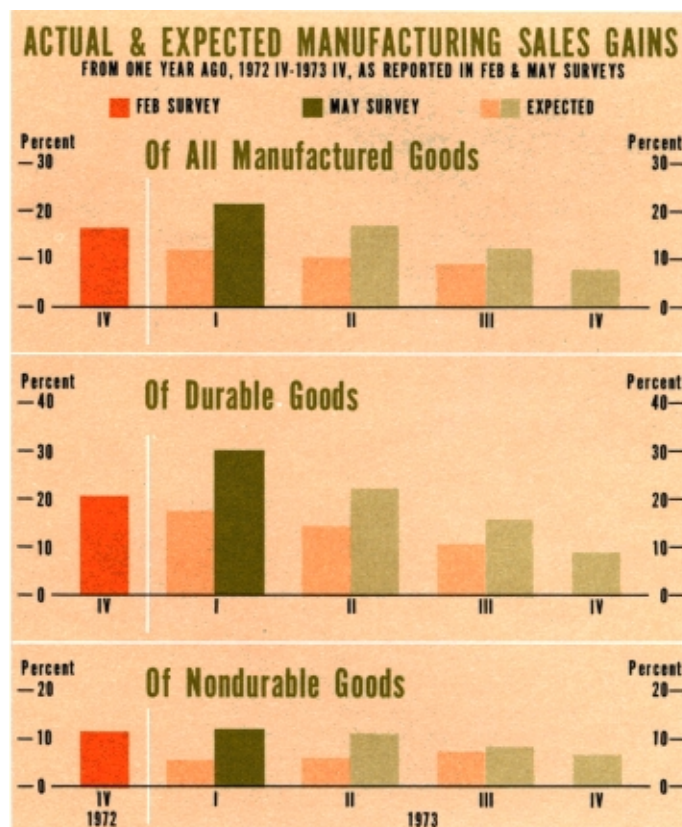 ACTUAL & EXPECTED MANUFACTURING SALES GAINS
FROM ONE YEAR AGO, 1972 IV-1973 IV, AS REPORTED IN FEB & MAY SURVEYS
FEB SURVEY MAY SURVEY EXPECTED
Percent Of All Manufactured Goods Percent
30 30
20 20
10 10
0 0
IV I II III IV
Percent Of Durable Goods Percent
40 40
30 30
20 20
10 10
0 0
IV I II III IV
Percent Of Nondurable Goods Percent
20 20
10 10
0 0
IV I II III IV
1972 1973